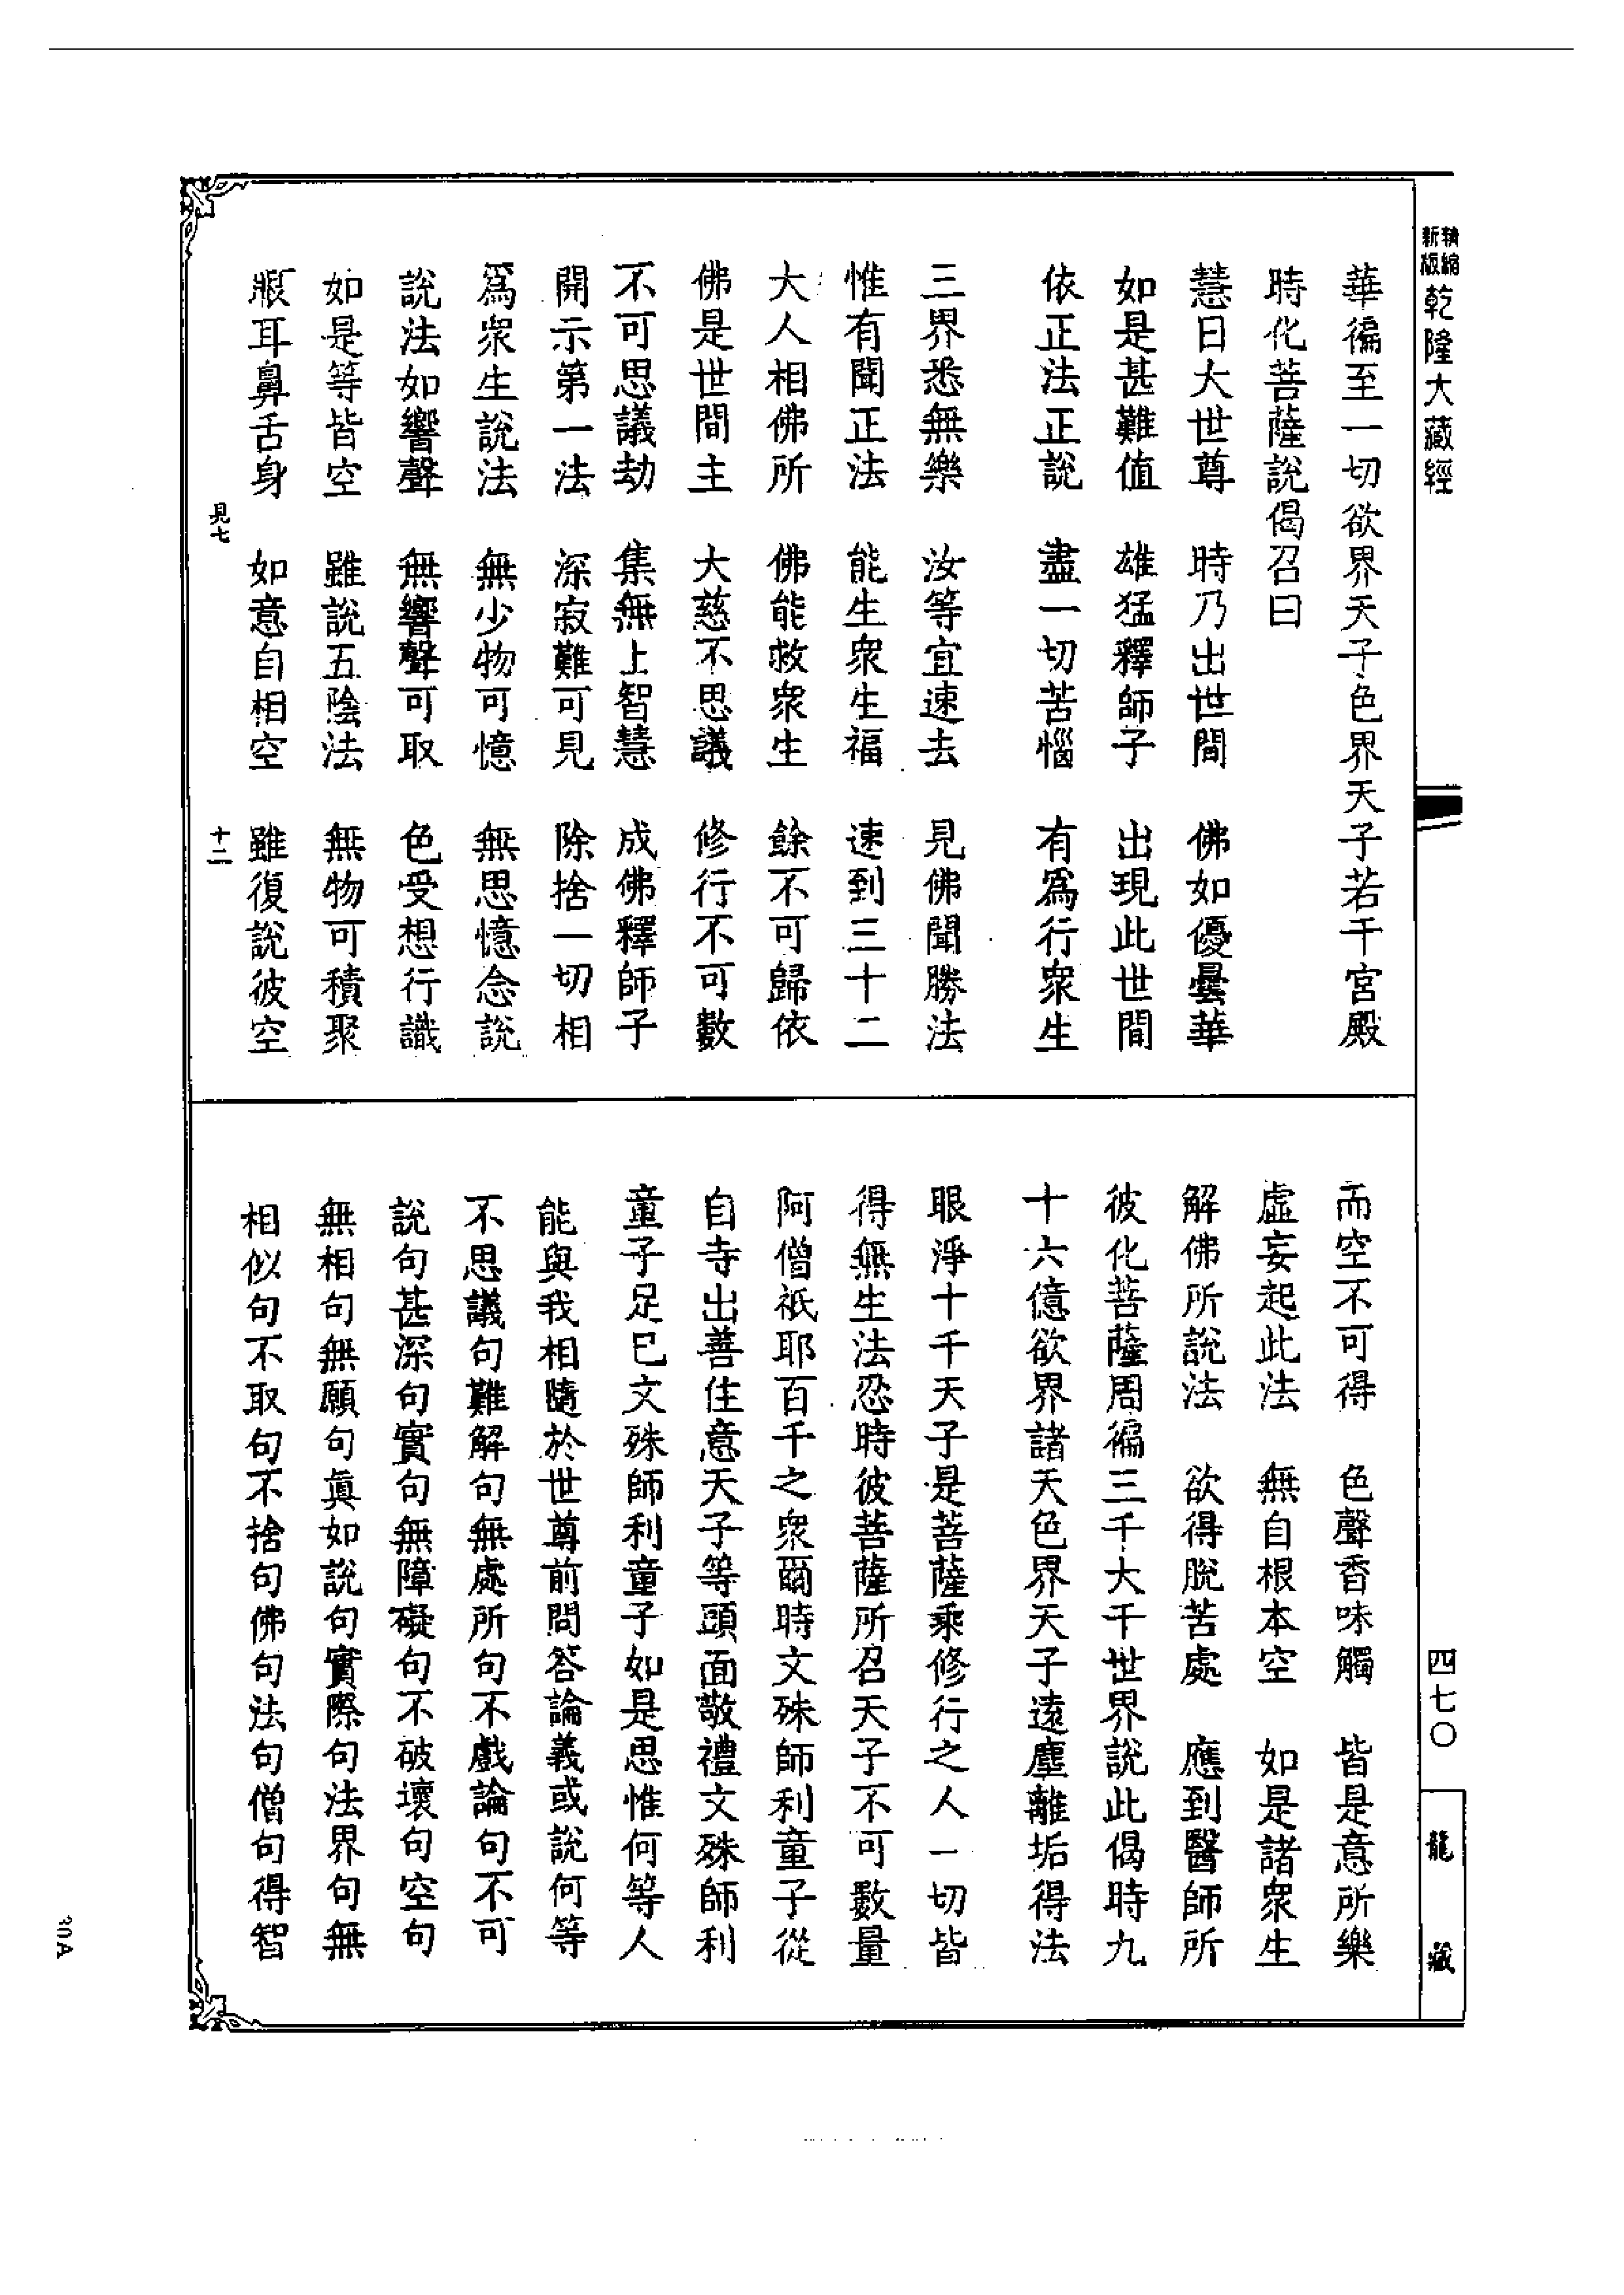 精縮新版乾隆大藏經
華徧至一切欲界天子色界天子若干宮殿
時化菩薩說偈召曰
慧日大世尊　時乃出世間　佛如優曇華
如是甚難值　雄猛釋師子　出現此世間
依正法正說　盡一切苦惱　有爲行衆生
三界悉無樂　汝等宜速去　見佛聞勝法
惟有聞正法　能生衆生福　速到三十二
大人相佛所　佛能救衆生　餘不可歸依
佛是世間主　大慈不思議　修行不可數
不可思議劫　集無上智慧　成佛釋師子
開示第一法　深寂難可見　除捨一切相
爲衆生說法　無少物可憶　無思憶念說
說法如響聲　無響聲可取　色受想行識
如是等皆空　雖說五陰法　無物可積聚
眼耳鼻舌身　如意自相空　雖復說彼空
見七　十二
而空不可得　色聲香味觸　皆是意所樂
虛妄起此法　無自根本空　如是諸衆生
解佛所說法　欲得脫苦處　應到醫師所
彼化菩薩周徧三千大千世界說此偈時九
十六億欲界諸天色界天子遠塵離垢得法
眼淨十千天子是菩薩乘修行之人一切皆
得無生法忍時彼菩薩所召天子不可數量
阿僧祇耶百千之衆爾時文殊師利童子從
自寺出善住意天子等頭面敬禮文殊師利
童子足已文殊師利童子如是思惟何等人
能與我相隨於世尊前問答論義或說何等
不思議句難解句無處所句不戲論句不可
說句甚深句實句無障礙句不破壞句空句
無相句無願句眞如說句實際句法界句無
相似句不取句不捨句佛句法句僧句得智
四七〇
龍藏
30A